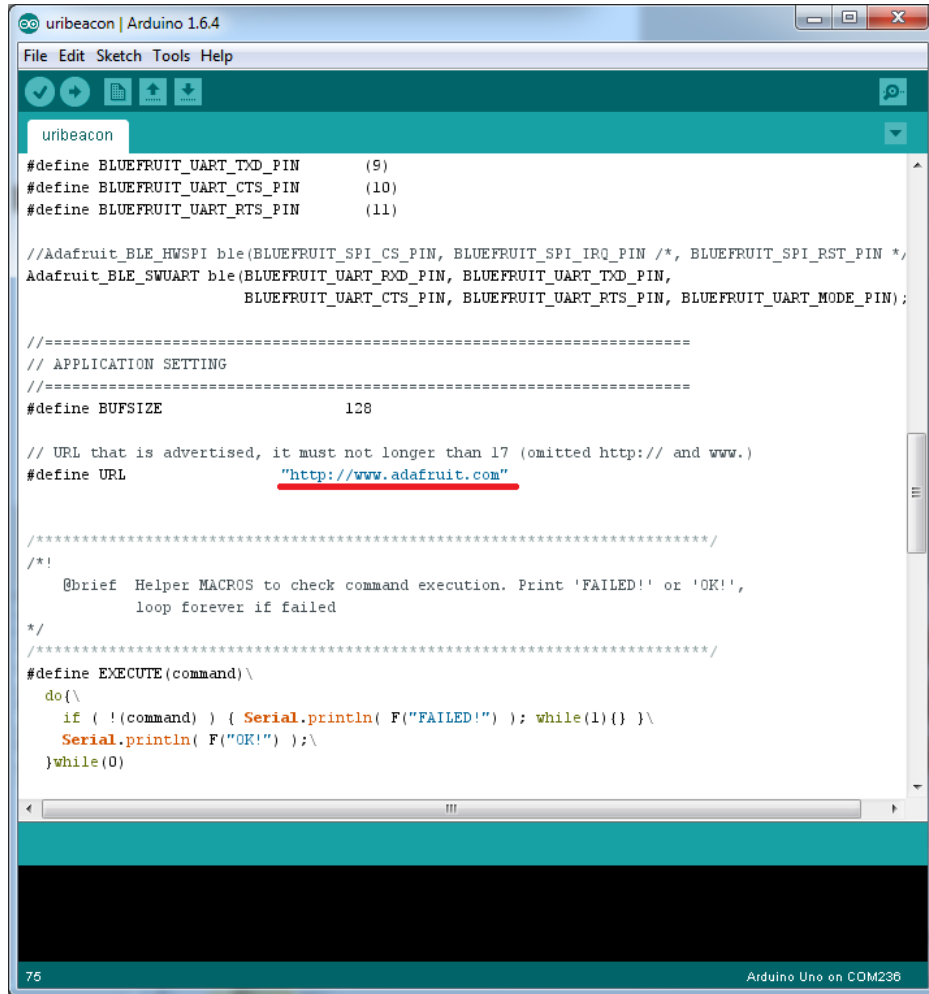 uribeacon | Arduino 1.6.4
File Edit Sketch Tools Help
uribeacon
#define BLUEFRUIT_UART_TXD_PIN (9)
#define BLUEFRUIT_UART_CTS_PIN (10)
#define BLUEFRUIT_UART_RTS_PIN (11)
//Adafruit_BLE_HWSPI ble(BLUEFRUIT_SPI_CS_PIN, BLUEFRUIT_SPI_IRQ_PIN /*, BLUEFRUIT_SPI_RST_PIN */
Adafruit_BLE_SWUART ble(BLUEFRUIT_UART_RXD_PIN, BLUEFRUIT_UART_TXD_PIN,
BLUEFRUIT_UART_CTS_PIN, BLUEFRUIT_UART_RTS_PIN, BLUEFRUIT_UART_MODE_PIN);
//=======================================================================
// APPLICATION SETTING
//=======================================================================
#define BUFSIZE 128
// URL that is advertised, it must not longer than 17 (omitted http:// and www.)
#define URL "http://www.adafruit.com"
/**************************************************************************/
/*!
@brief Helper MACROS to check command execution. Print 'FAILED!' or 'OK!',
loop forever if failed
*/
/**************************************************************************/
#define EXECUTE(command)\
do{\
if ( !(command) ) { Serial.println( F("FAILED!") ); while(1){} }\
Serial.println( F("OK!") );\
}while(0)
75
Arduino Uno on COM236